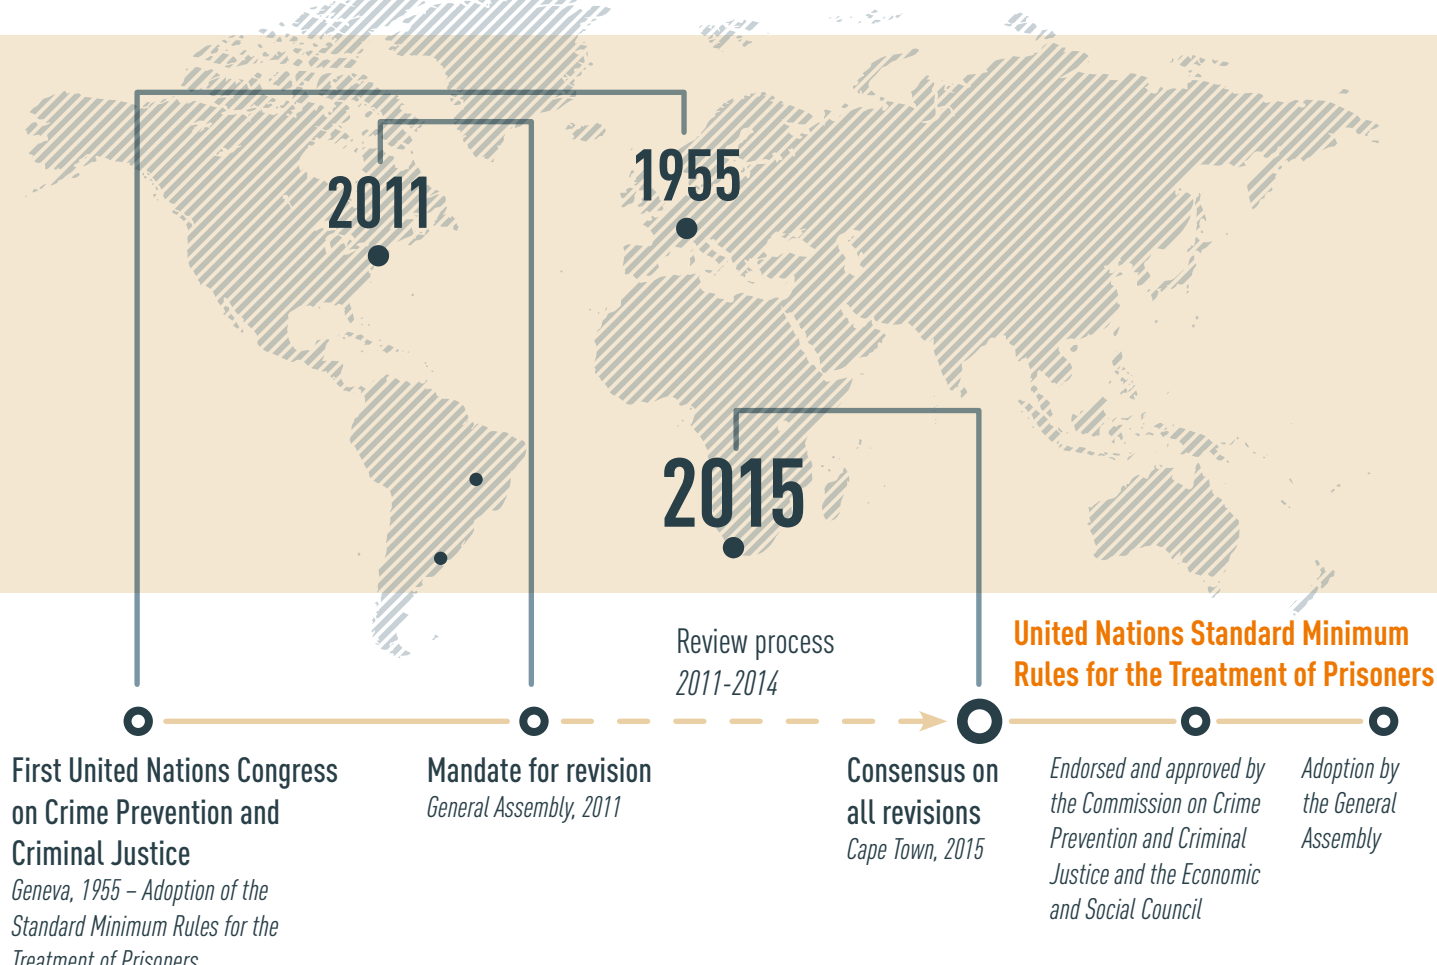 2011
1955
2015
Review process
2011-2014
United Nations Standard Minimum
Rules for the Treatment of Prisoners
First United Nations Congress
on Crime Prevention and
Criminal Justice
Geneva, 1955 – Adoption of the
Standard Minimum Rules for the
Treatment of Prisoners
Mandate for revision
General Assembly, 2011
Consensus on
all revisions
Cape Town, 2015
Endorsed and approved by
the Commission on Crime
Prevention and Criminal
Justice and the Economic
and Social Council
Adoption by
the General
Assembly